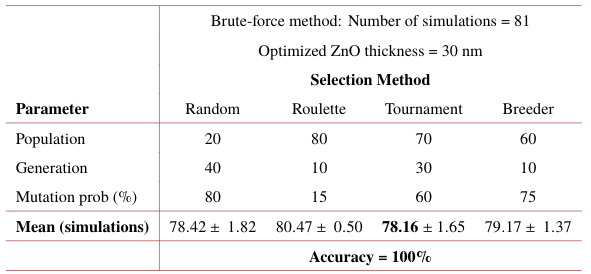 Brute-force method: Number of simulations = 81
Optimized ZnO thickness = 30 nm
Selection Method
Parameter Random Roulette Tournament Breeder
Population 20 80 70 60
Generation 40 10 30 10
Mutation prob (%) 80 15 60 75
Mean (simulations) 78.42 ± 1.82 80.47 ± 0.50 78.16 ± 1.65 79.17 ± 1.37
Accuracy = 100%